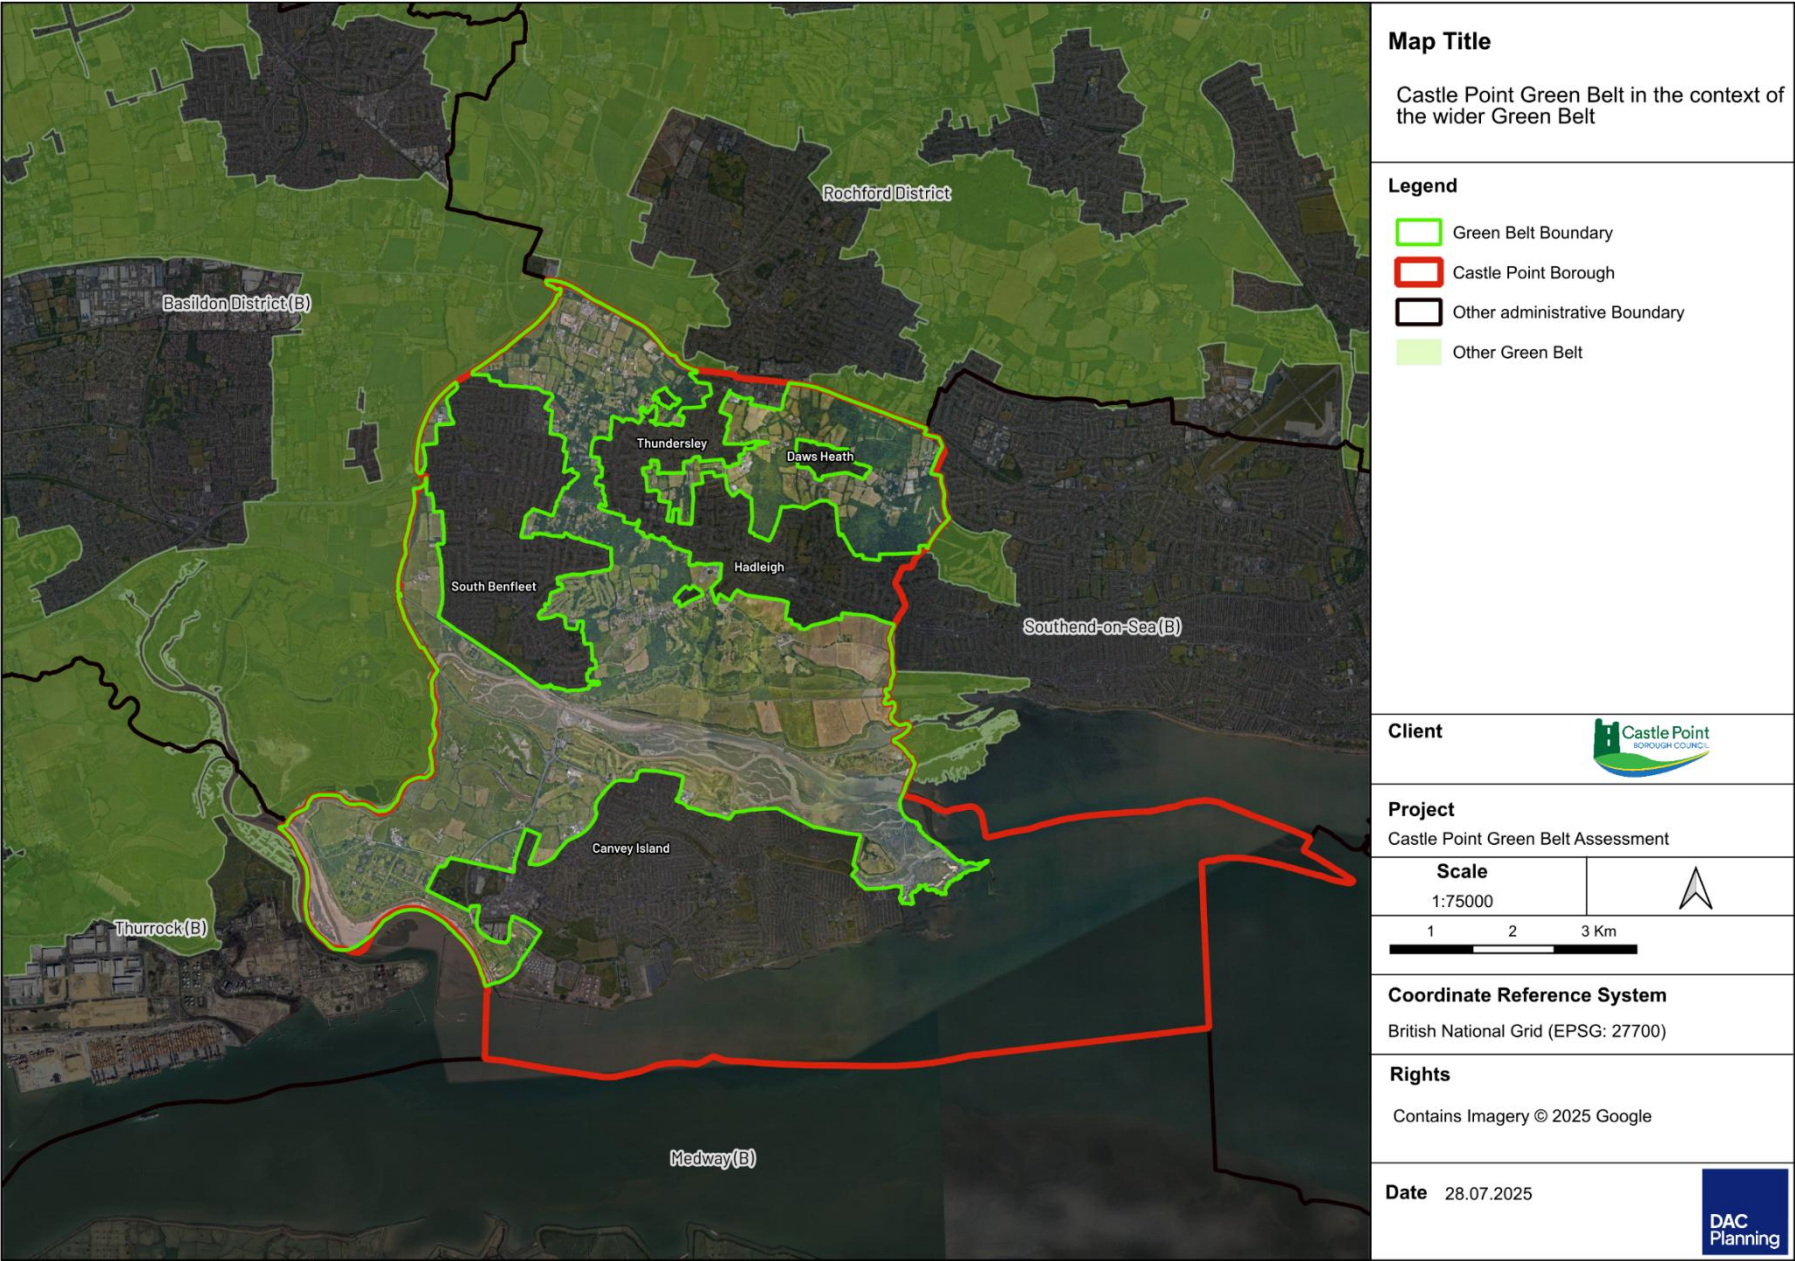 Rochford District
Basildon District (B)
Thundersley
Daws Heath
Hadleigh
South Benfleet
Southend-on-Sea (B)
Canvey Island
Thurrock (B)
Medway (B)
Map Title
Castle Point Green Belt in the context of
the wider Green Belt
Legend
Green Belt Boundary
Castle Point Borough
Other administrative Boundary
Other Green Belt
Client
Castle Point
BOROUGH COUNCIL
Project
Castle Point Green Belt Assessment
Scale
1:75000
1 2 3 Km
Coordinate Reference System
British National Grid (EPSG: 27700)
Rights
Contains Imagery © 2025 Google
Date 28.07.2025
DAC
Planning